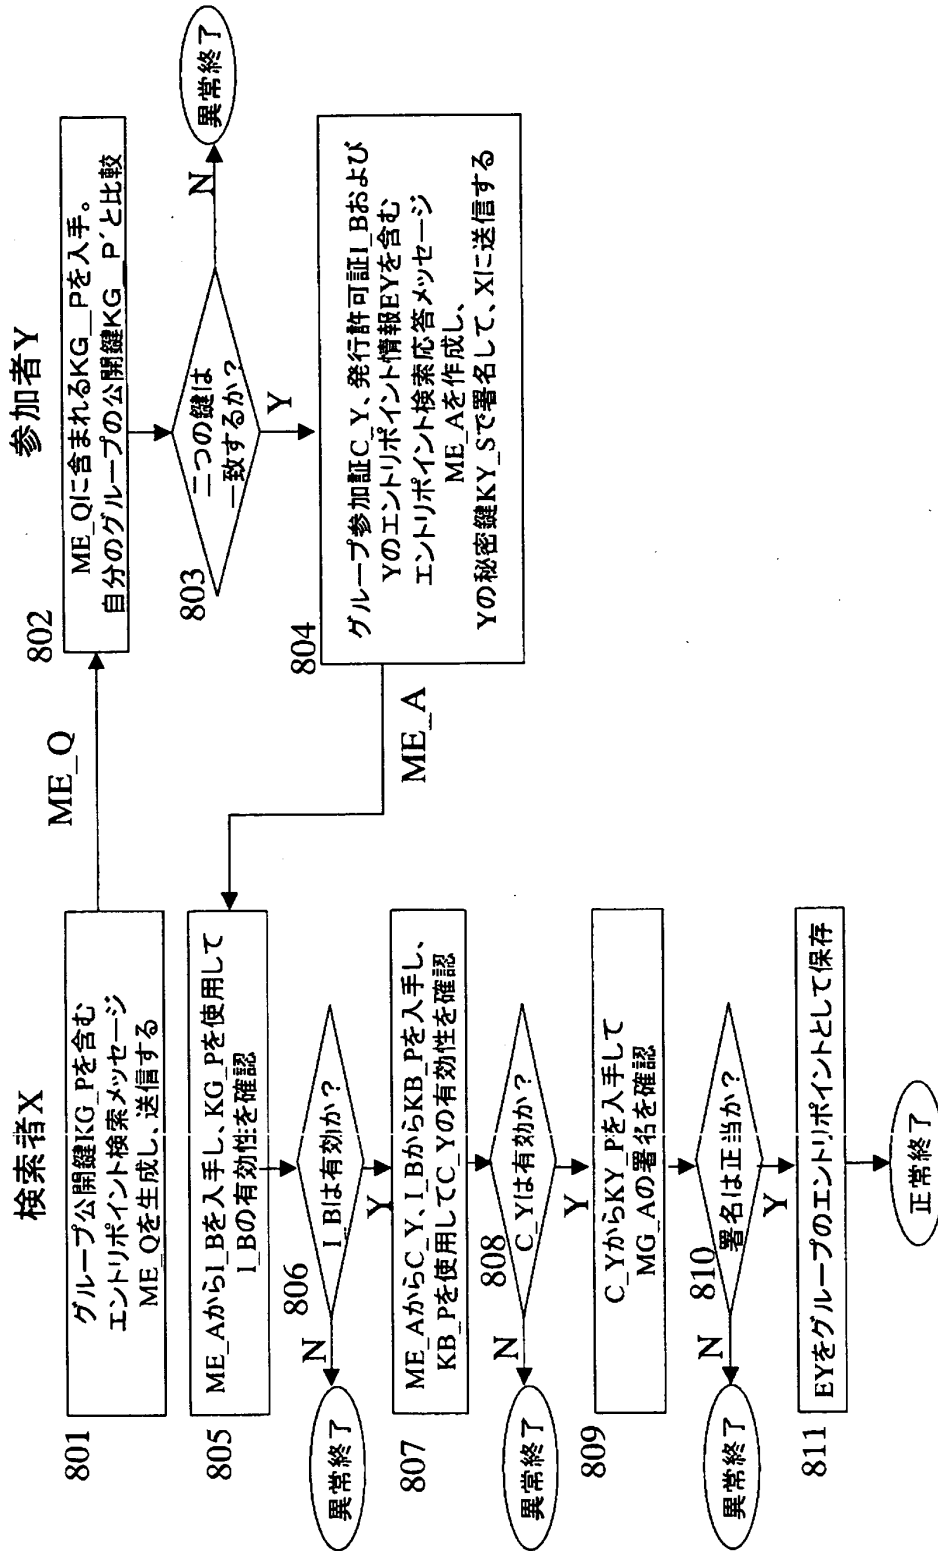 検索者X
801
グループ公開鍵KG_Pを含む
エントリポイント検索メッセージ
ME_Qを生成し、送信する
ME_Q
参加者Y
802
ME_Qに含まれるKG__Pを入手。
自分のグループの公開鍵KG__P´と比較
803
二つの鍵は
一致するか？
N
異常終了
Y
804
グループ参加証C_Y、発行許可証I_Bおよび
Yのエントリポイント情報EYを含む
エントリポイント検索応答メッセージ
ME_Aを作成し、
Yの秘密鍵KY_Sで署名して、Xに送信する
ME_A
805
ME_AからI_Bを入手し、KG_Pを使用して
I_Bの有効性を確認
806
I_Bは有効か？
N
異常終了
Y
807
ME_AからC_Y、I_BからKB_Pを入手し、
KB_Pを使用してC_Yの有効性を確認
808
C_Yは有効か？
N
異常終了
Y
809
C_YからKY_Pを入手して
MG_Aの署名を確認
810
署名は正当か？
N
異常終了
Y
811
EYをグループのエントリポイントとして保存
正常終了